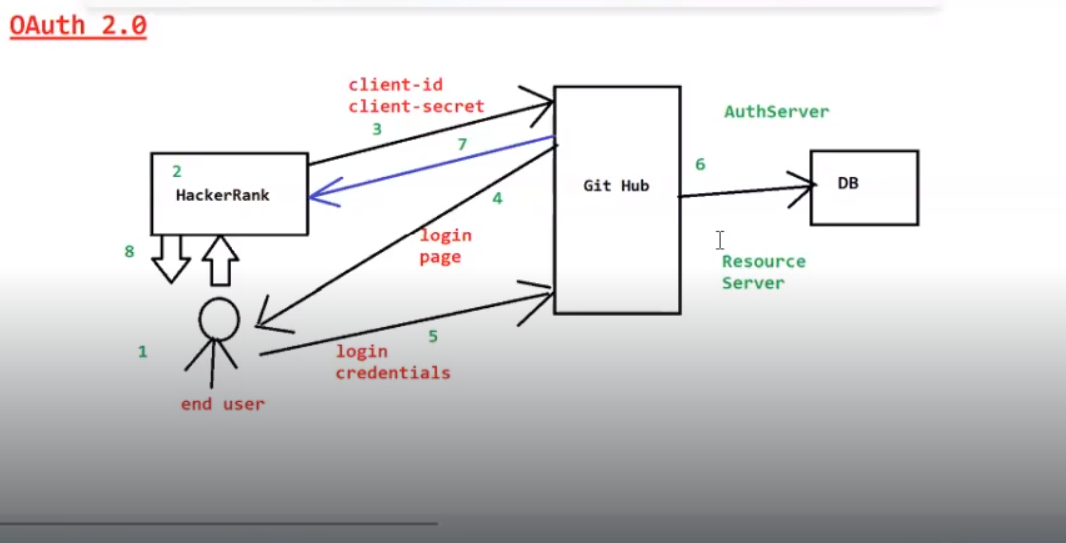 OAuth 2.0
client-id
client-secret
3
7
AuthServer
2
HackerRank
Git Hub
6
DB
4
8
login
page
Resource
Server
5
1
login
credentials
end user